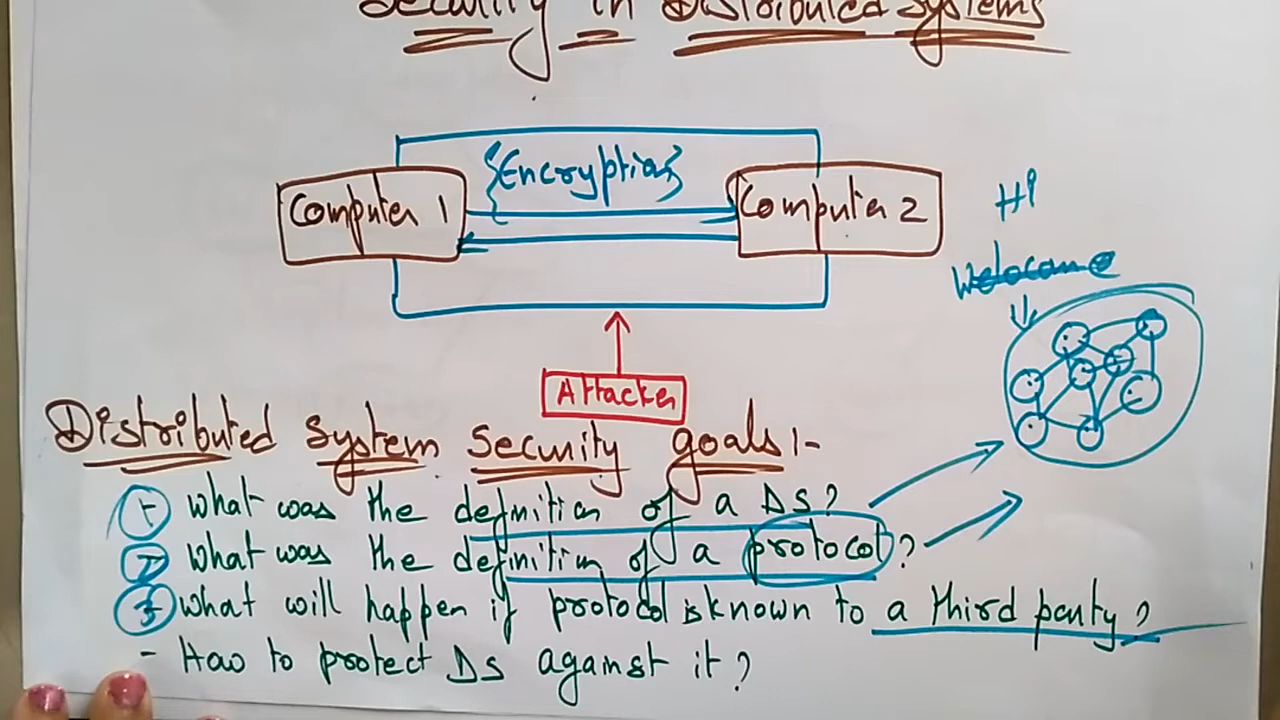 Security in Distributed Systems
{Encryption}
Computer 1
Computer 2
Hi
Welocome
Attacker
Distributed System Security goals :-
1 What was the definition of a DS?
2 What was the definition of a protocol?
3 What will happen if protocol is known to a third party?
- How to protect DS against it?